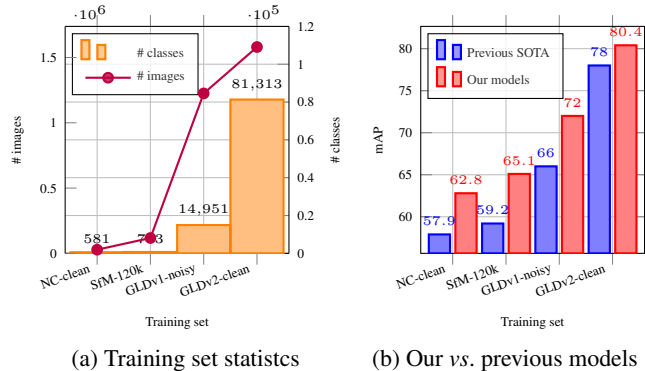 ·10^6
·10^5
# classes
# images
1.5
1
0.5
0
# images
581
14,951
81,313
1.2
1
0.8
0.6
0.4
0.2
0
# classes
NC-clean
SfM-120k
GLDv1-noisy
GLDv2-clean
Training set
(a) Training set statistcs
Previous SOTA
Our models
80
75
70
65
60
mAP
57.9
62.8
59.2
65.1
66
72
78
80.4
NC-clean
SfM-120k
GLDv1-noisy
GLDv2-clean
Training set
(b) Our vs. previous models